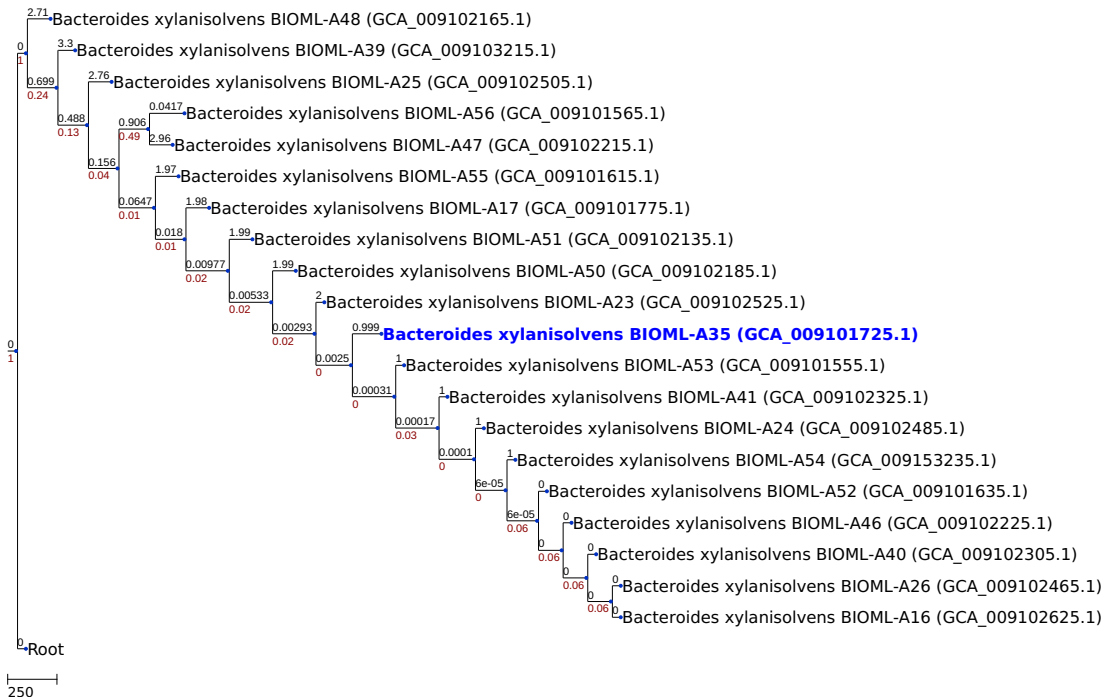 2.71 Bacteroides xylanisolvens BIOML-A48 (GCA_009102165.1)
0
1
3.3 Bacteroides xylanisolvens BIOML-A39 (GCA_009103215.1)
0.699
0.24
2.76 Bacteroides xylanisolvens BIOML-A25 (GCA_009102505.1)
0.488
0.13
0.0417 Bacteroides xylanisolvens BIOML-A56 (GCA_009101565.1)
0.906
0.49
2.96 Bacteroides xylanisolvens BIOML-A47 (GCA_009102215.1)
0.156
0.04
1.97 Bacteroides xylanisolvens BIOML-A55 (GCA_009101615.1)
0.0647
0.01
1.98 Bacteroides xylanisolvens BIOML-A17 (GCA_009101775.1)
0.018
0.01
1.99 Bacteroides xylanisolvens BIOML-A51 (GCA_009102135.1)
0.00977
0.02
1.99 Bacteroides xylanisolvens BIOML-A50 (GCA_009102185.1)
0.00533
0.02
2 Bacteroides xylanisolvens BIOML-A23 (GCA_009102525.1)
0.00293
0.02
0.999 Bacteroides xylanisolvens BIOML-A35 (GCA_009101725.1)
0
1
0.0025
0
1 Bacteroides xylanisolvens BIOML-A53 (GCA_009101555.1)
0.00031
0
1 Bacteroides xylanisolvens BIOML-A41 (GCA_009102325.1)
0.00017
0.03
1 Bacteroides xylanisolvens BIOML-A24 (GCA_009102485.1)
0.0001
0
1 Bacteroides xylanisolvens BIOML-A54 (GCA_009153235.1)
6e-05
0
0 Bacteroides xylanisolvens BIOML-A52 (GCA_009101635.1)
6e-05
0.06
0 Bacteroides xylanisolvens BIOML-A46 (GCA_009102225.1)
0
0.06
0 Bacteroides xylanisolvens BIOML-A40 (GCA_009102305.1)
0
0.06
0 Bacteroides xylanisolvens BIOML-A26 (GCA_009102465.1)
0
0.06
0 Bacteroides xylanisolvens BIOML-A16 (GCA_009102625.1)
0 Root
250